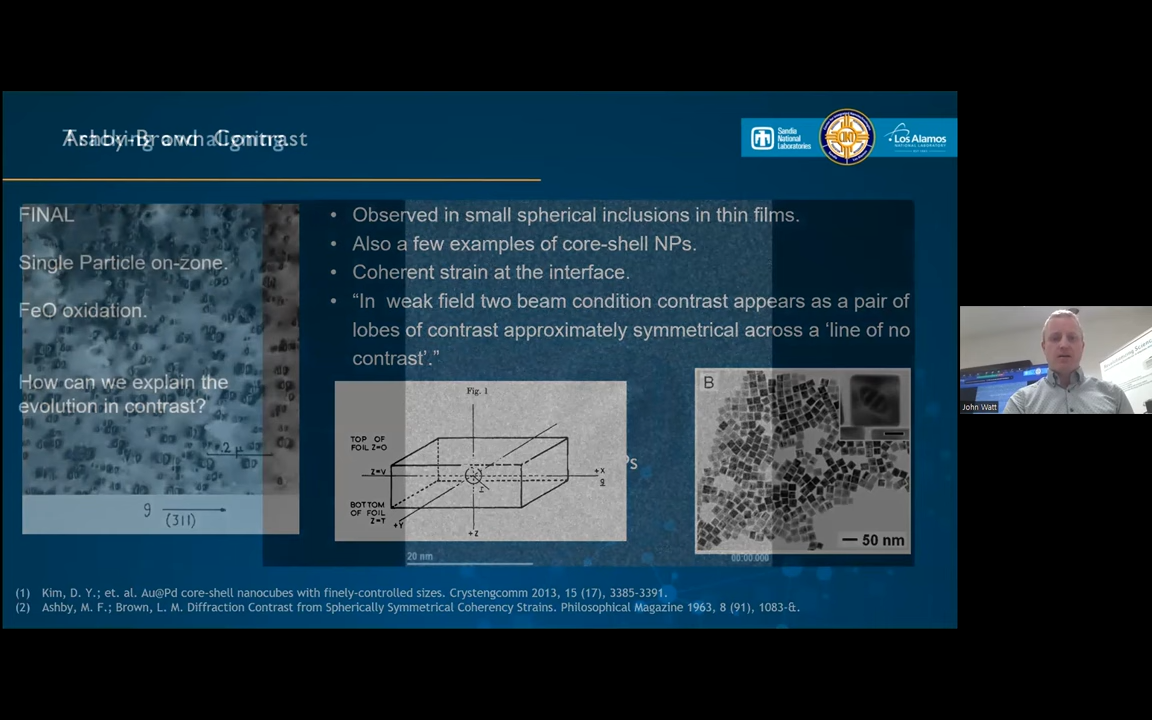 Ashby-Brown Contrast
Sandia
National
Laboratories
Los Alamos
NATIONAL LABORATORY
FINAL
Single Particle on-zone.
FeO oxidation.
How can we explain the
evolution in contrast?
.2 μ
g
(311)
• Observed in small spherical inclusions in thin films.
• Also a few examples of core-shell NPs.
• Coherent strain at the interface.
• “In weak field two beam condition contrast appears as a pair of
lobes of contrast approximately symmetrical across a ‘line of no
contrast’.”
Fig. 1
TOP OF
FOIL Z=O
Z=V
BOTTOM
OF FOIL
Z=T
+Y
+X
g
+Z
Ps
20 nm
00:00.000
B
50 nm
(1) Kim, D. Y.; et. al. Au@Pd core-shell nanocubes with finely-controlled sizes. Crystengcomm 2013, 15 (17), 3385-3391.
(2) Ashby, M. F.; Brown, L. M. Diffraction Contrast from Spherically Symmetrical Coherency Strains. Philosophical Magazine 1963, 8 (91), 1083-&.
John Watt